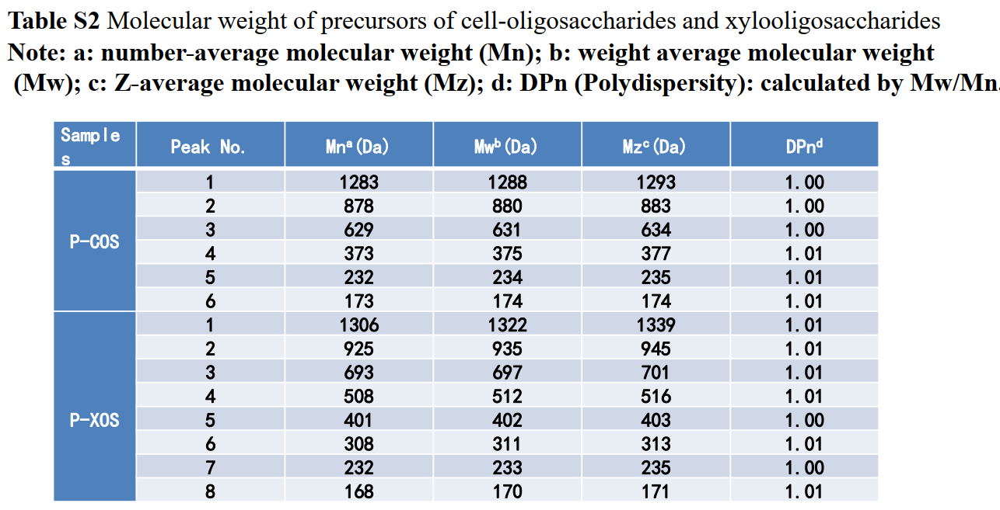 Table S2 Molecular weight of precursors of cell-oligosaccharides and xylooligosaccharides
Note: a: number-average molecular weight (Mn); b: weight average molecular weight
(Mw); c: Z-average molecular weight (Mz); d: DPn (Polydispersity): calculated by Mw/Mn.
Samples Peak No. Mnᵃ(Da) Mwᵇ(Da) Mzᶜ(Da) DPnᵈ
P-COS
1 1283 1288 1293 1.00
2 878 880 883 1.00
3 629 631 634 1.00
4 373 375 377 1.01
5 232 234 235 1.01
6 173 174 174 1.01
P-XOS
1 1306 1322 1339 1.01
2 925 935 945 1.01
3 693 697 701 1.01
4 508 512 516 1.01
5 401 402 403 1.00
6 308 311 313 1.01
7 232 233 235 1.00
8 168 170 171 1.01